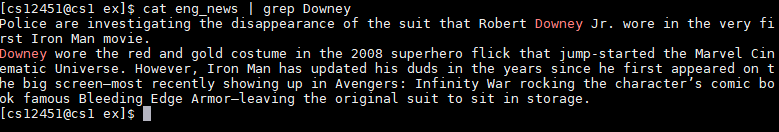 [cs12451@cs1 ex]$ cat eng_news | grep Downey
Police are investigating the disappearance of the suit that Robert Downey Jr. wore in the very fi
rst Iron Man movie.
Downey wore the red and gold costume in the 2008 superhero flick that jump-started the Marvel Cin
ematic Universe. However, Iron Man has updated his duds in the years since he first appeared on t
he big screen—most recently showing up in Avengers: Infinity War rocking the character’s comic bo
ok famous Bleeding Edge Armor—leaving the original suit to sit in storage.
[cs12451@cs1 ex]$